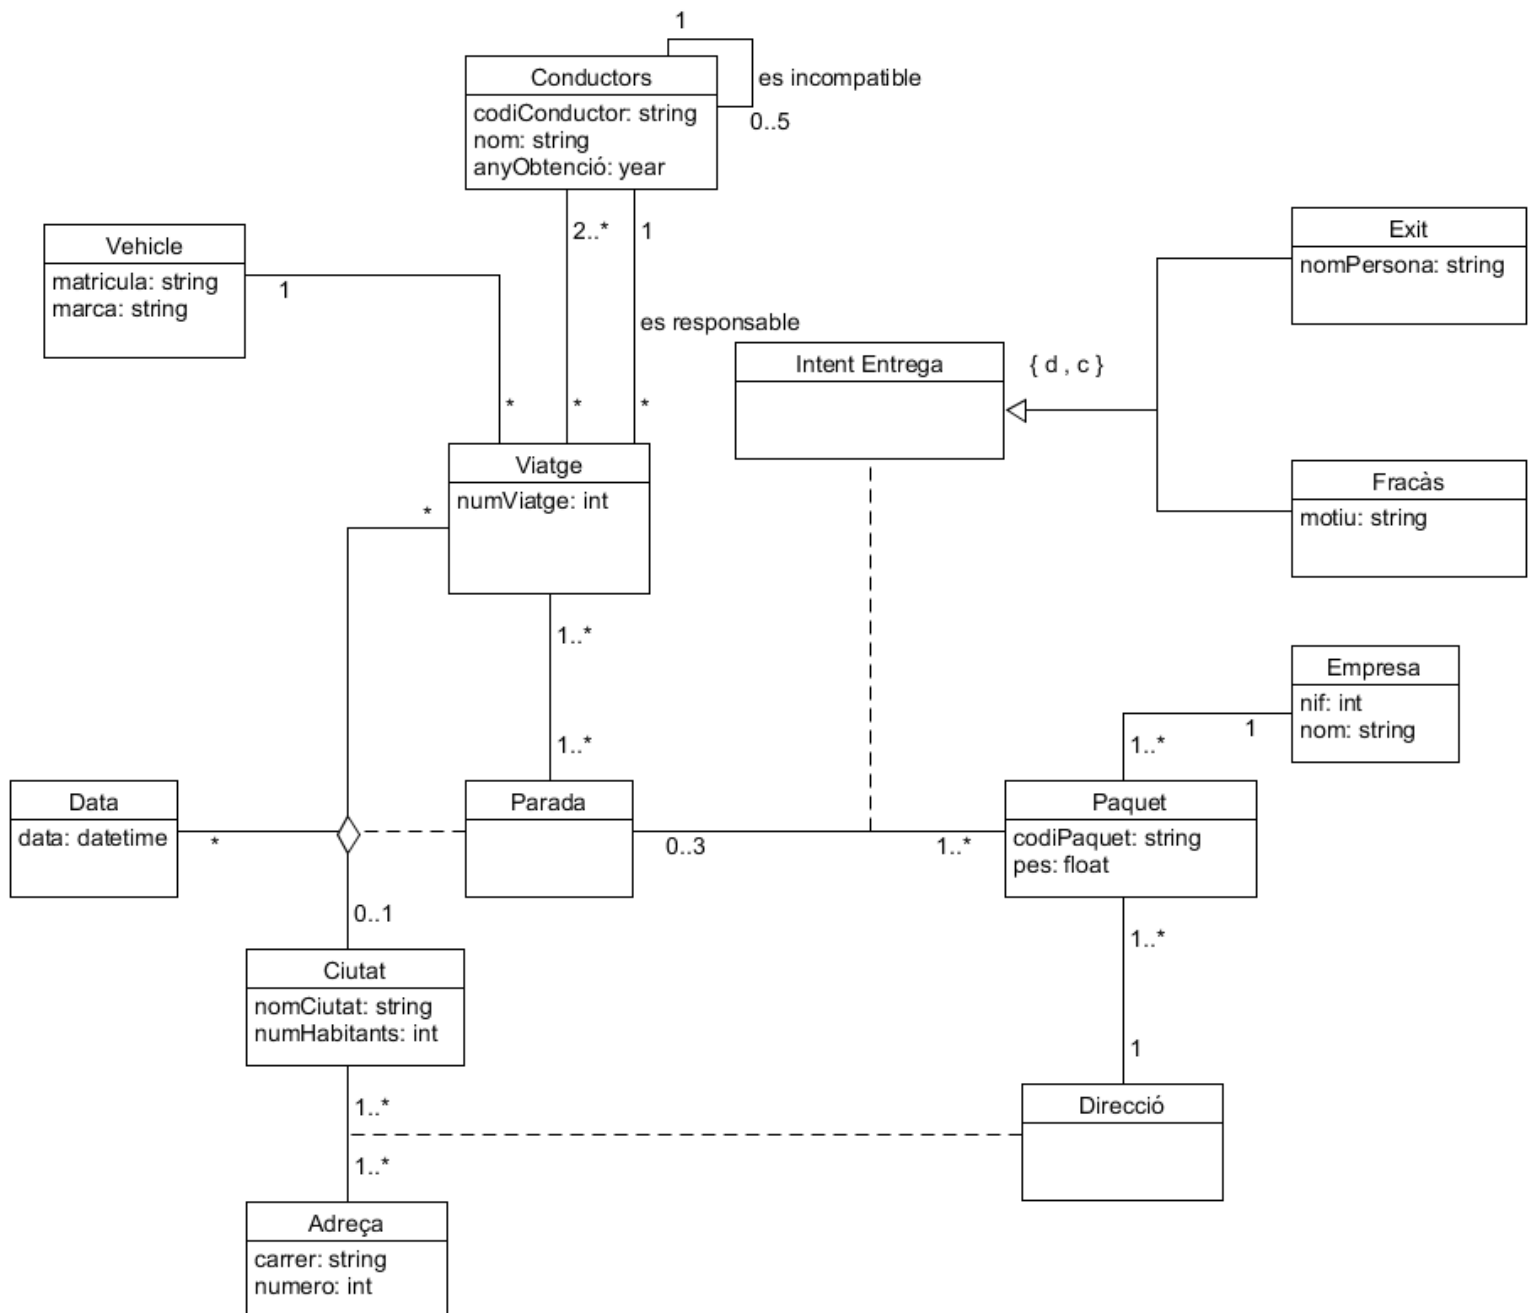 1
Conductors
es incompatible
codiConductor: string
nom: string
anyObtenció: year
0..5
2..*
1
Vehicle
matricula: string
marca: string
1
es responsable
*
*
*
Exit
nomPersona: string
Intent Entrega
{ d , c }
Viatge
numViatge: int
*
Fracàs
motiu: string
1..*
1..*
Empresa
nif: int
nom: string
1
1..*
Data
data: datetime
*
Parada
0..3
1..*
Paquet
codiPaquet: string
pes: float
0..1
1..*
Ciutat
nomCiutat: string
numHabitants: int
1
1..*
Direcció
1..*
Adreça
carrer: string
numero: int